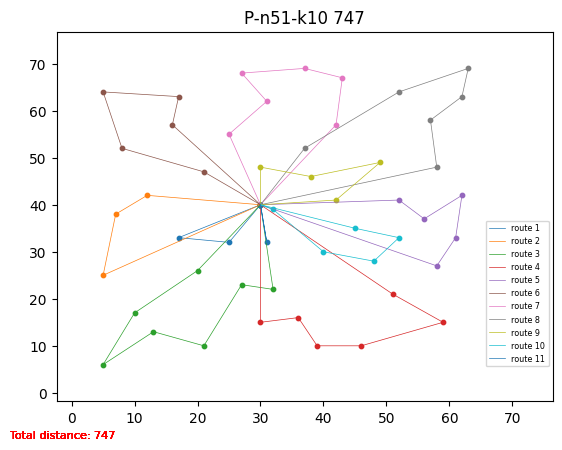 P-n51-k10 747
70
60
50
40
30
20
10
0
0 10 20 30 40 50 60 70
route 1
route 2
route 3
route 4
route 5
route 6
route 7
route 8
route 9
route 10
route 11
Total distance: 747